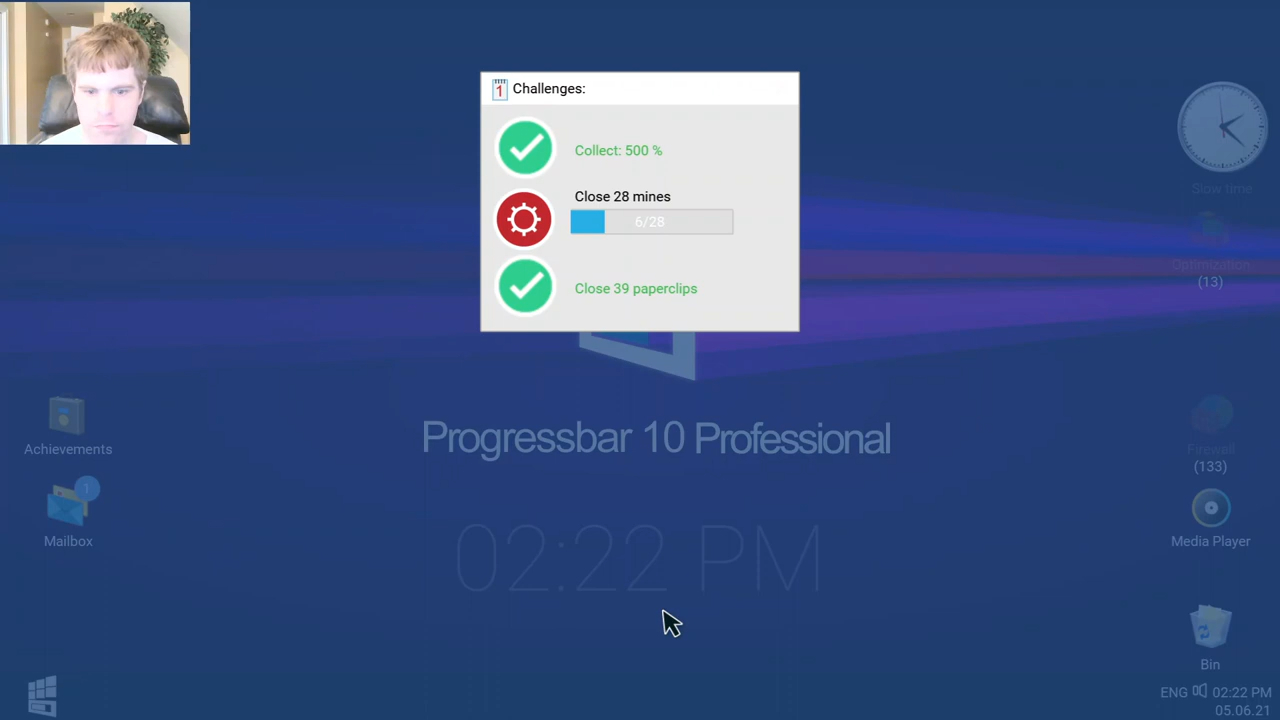 Challenges:
Collect: 500 %
Close 28 mines
6/28
Close 39 paperclips
Slow time
Optimization
(13)
Achievements
Progressbar 10 Professional
Firewall
(133)
Mailbox
1
02:22 PM
Media Player
Bin
ENG 02:22 PM
05.06.21